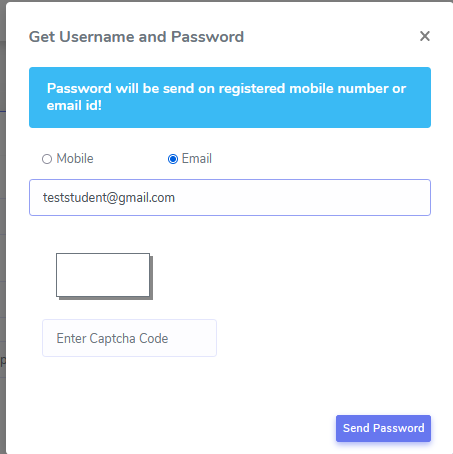 Get Username and Password ×
Password will be send on registered mobile number or
email id!
Mobile Email
teststudent@gmail.com
Enter Captcha Code
Send Password